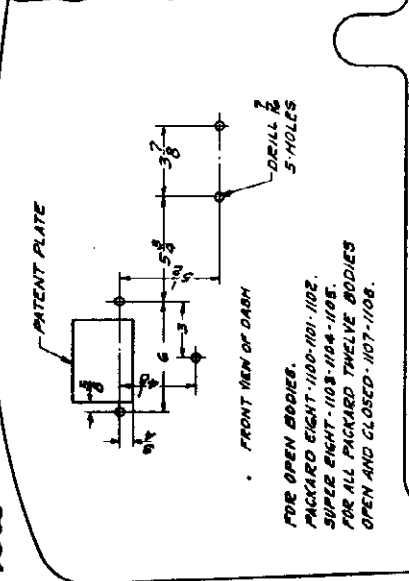 PATENT PLATE
5/8
3/4
6
3
3 7/8
DRILL 7/16
5-HOLES
FRONT VIEW OF DASH
FOR OPEN BODIES.
PACKARD EIGHT-1100-1101-1102.
SUPER EIGHT-1103-1104-1105.
FOR ALL PACKARD TWELVE BODIES
OPEN AND CLOSED-1107-1108.